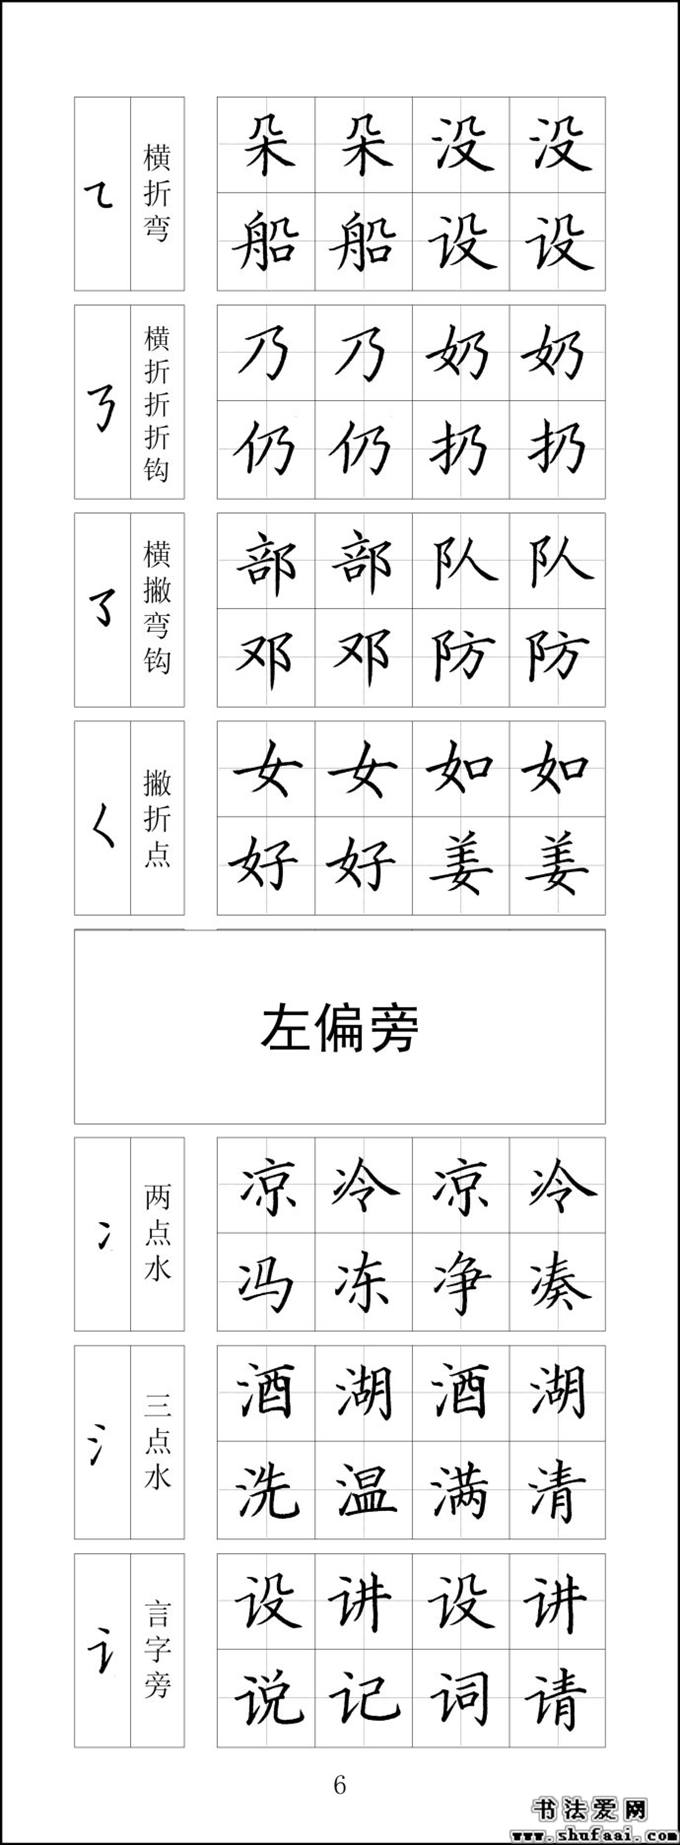 ㇍ 横折弯
朵 朵 没 没
船 船 设 设
㇡ 横折折折钩
乃 乃 奶 奶
仍 仍 扔 扔
㇌ 横撇弯钩
部 部 队 队
邓 邓 防 防
㇛ 撇折点
女 女 如 如
好 好 姜 姜
左偏旁
冫 两点水
凉 冷 凉 冷
冯 冻 净 凑
氵 三点水
酒 湖 酒 湖
洗 温 满 清
讠 言字旁
设 讲 设 讲
说 记 词 请
6
书法爱网
www.shufaai.com